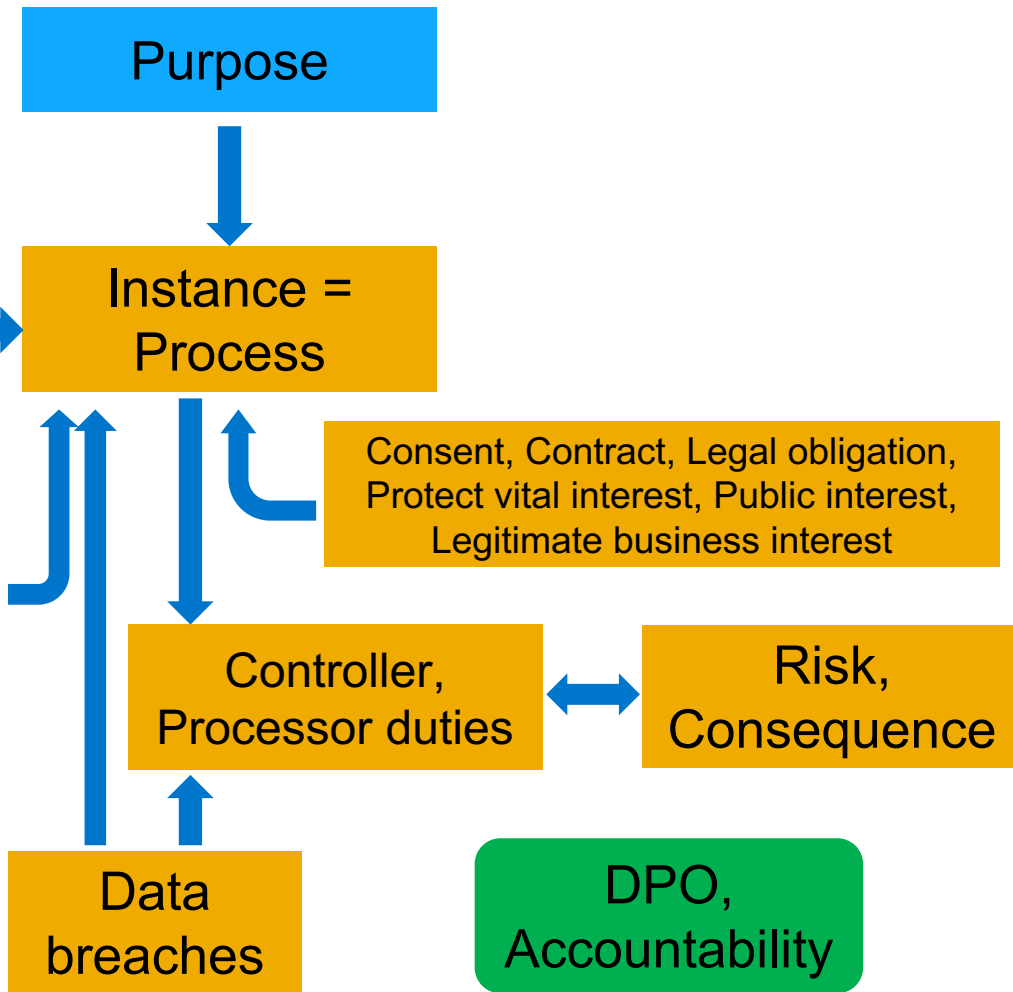 Purpose
Instance =
Process
Consent, Contract, Legal obligation,
Protect vital interest, Public interest,
Legitimate business interest
Controller,
Processor duties
Risk,
Consequence
Data
breaches
DPO,
Accountability